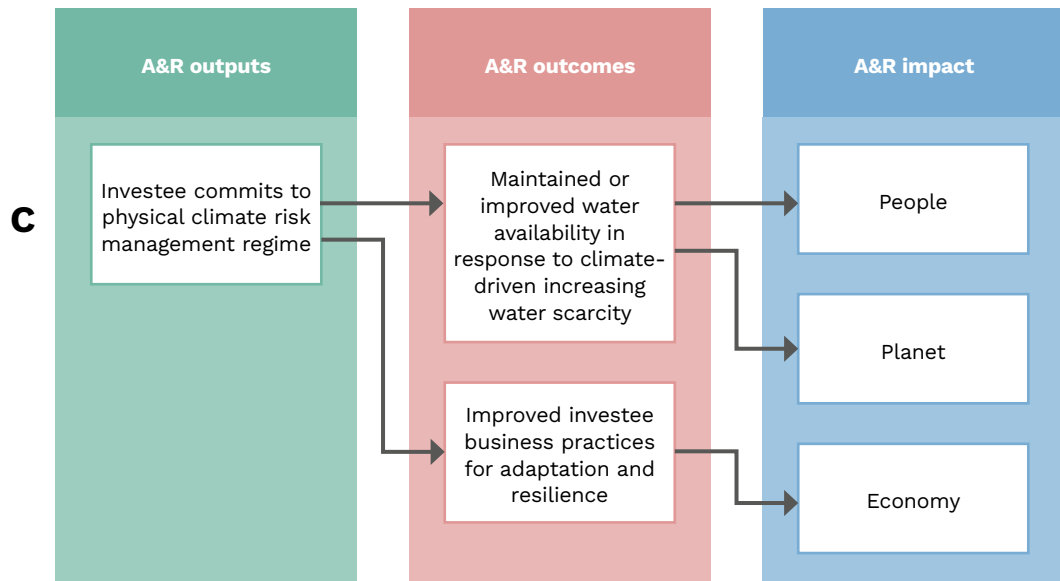 A&R outputs
A&R outcomes
A&R impact
C
Investee commits to
physical climate risk
management regime
Maintained or
improved water
availability in
response to climate-
driven increasing
water scarcity
Improved investee
business practices
for adaptation and
resilience
People
Planet
Economy